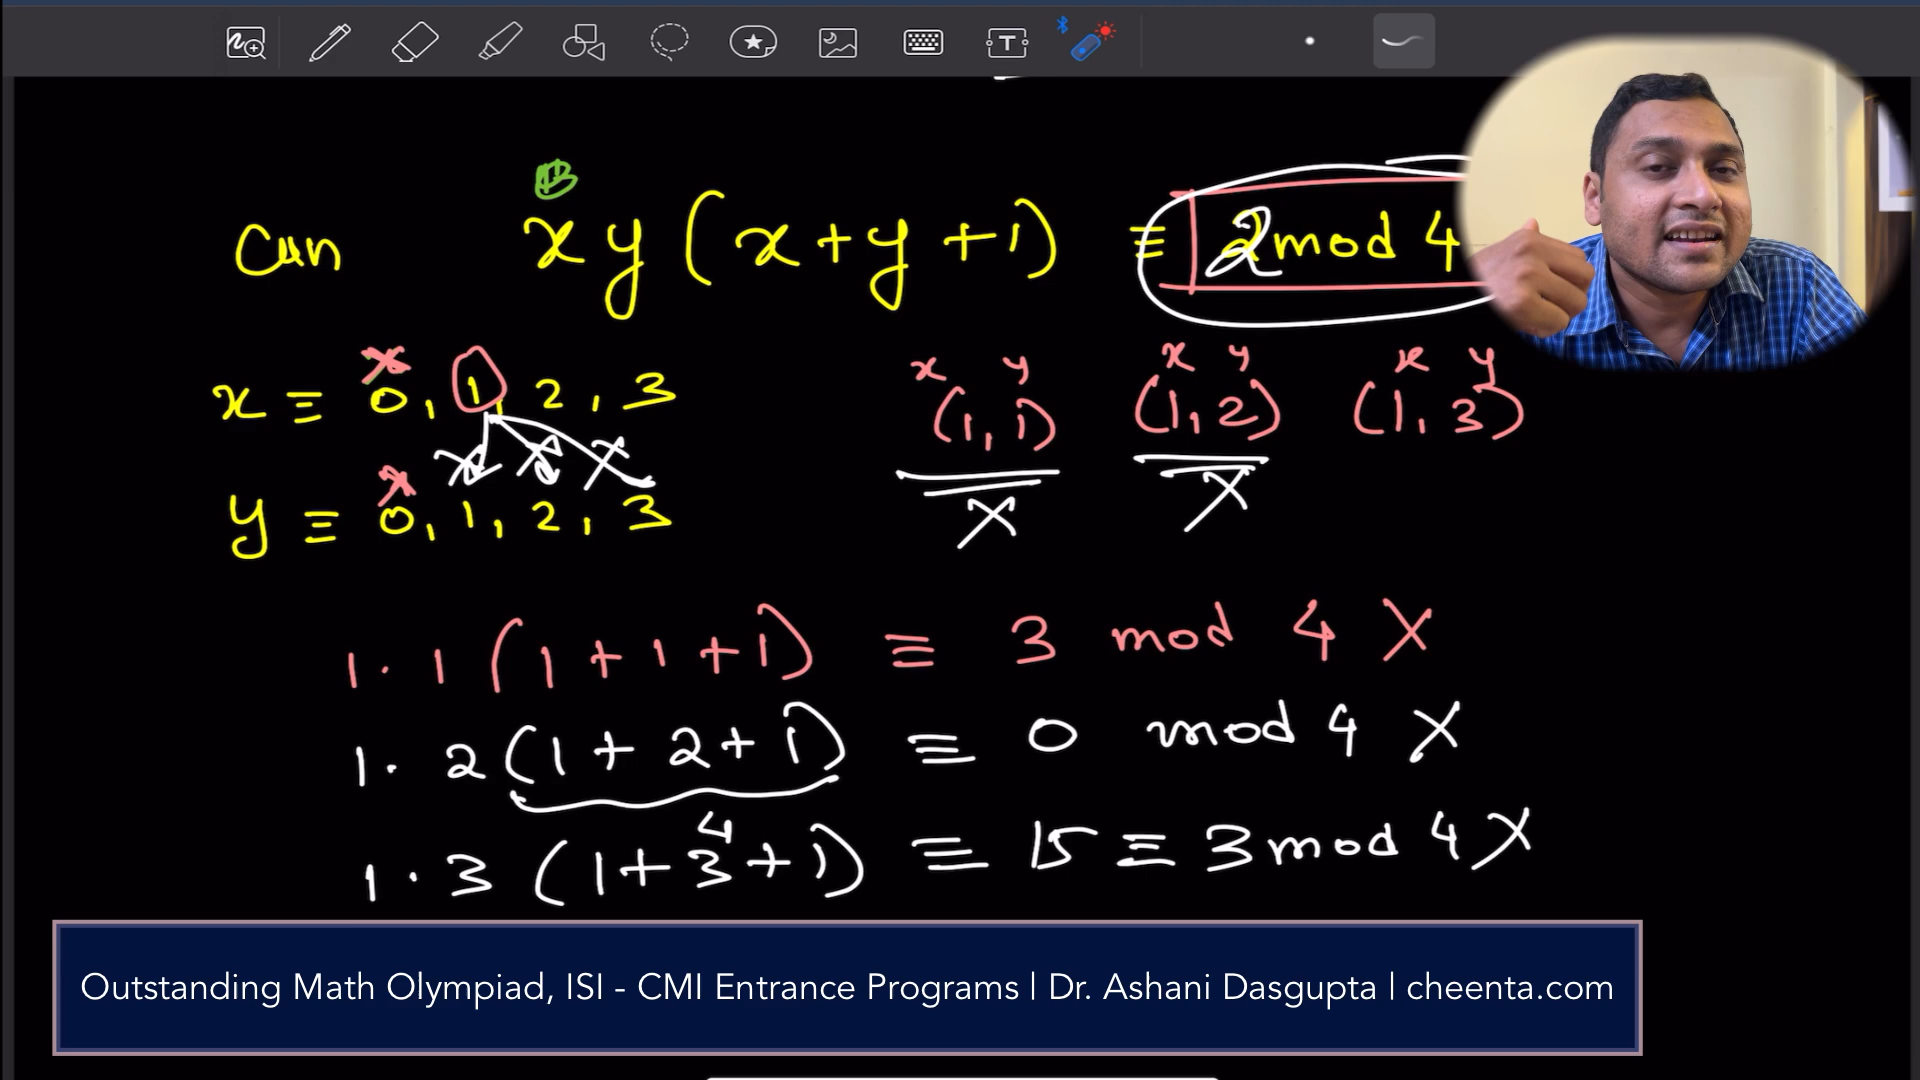 Can xy(x+y+1) ≡ 2 mod 4
x ≡ 0, 1, 2, 3
x y x y x y
(1, 1) (1, 2) (1, 3)
X X
y ≡ 0, 1, 2, 3
1·1(1+1+1) ≡ 3 mod 4 X
1·2(1+2+1) ≡ 0 mod 4 X
4
1·3(1+3+1) ≡ 15 ≡ 3 mod 4 X
Outstanding Math Olympiad, ISI - CMI Entrance Programs | Dr. Ashani Dasgupta | cheenta.com